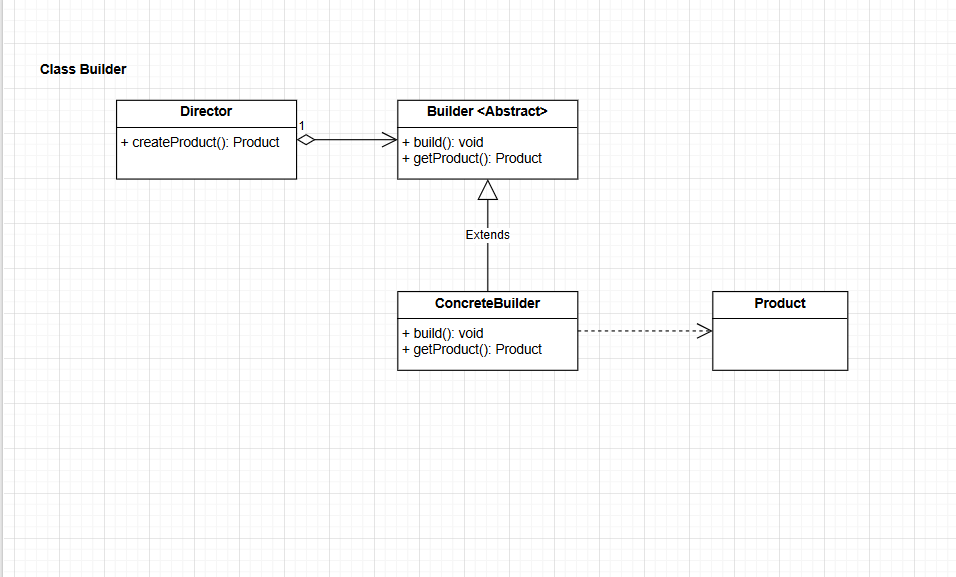 Class Builder
Director
+ createProduct(): Product
1
Builder <Abstract>
+ build(): void
+ getProduct(): Product
Extends
ConcreteBuilder
+ build(): void
+ getProduct(): Product
Product